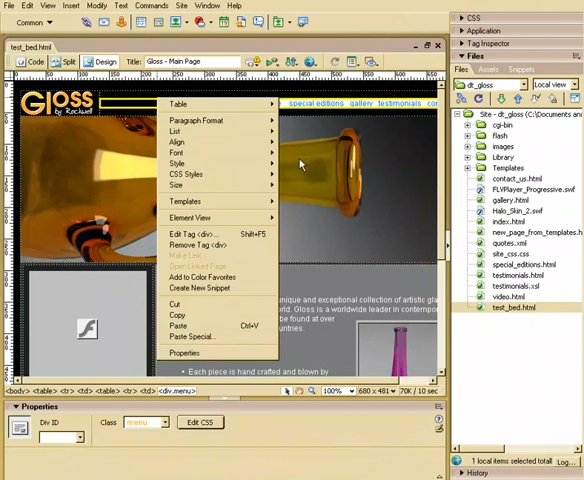 File Edit View Insert Modify Text Commands Site Window Help
Common
test_bed.html
Code Split Design Title: Gloss - Main Page
Gloss
by Rockwell
special editions gallery testimonials
Table
Paragraph Format
List
Align
Font
Style
CSS Styles
Size
Templates
Element View
Edit Tag <div>... Shift+F5
Remove Tag <div>
Make Link
Open Linked Page
Add to Color Favorites
Create New Snippet
Cut
Copy
Paste Ctrl+V
Paste Special...
Properties
nique and exceptional collection of artistic gla
rld. Gloss is a worldwide leader in contempor
be found at over
untries.
• Each piece is hand crafted and blown by
<body> <table> <tr> <td> <table> <tr> <td> <div.menu>
100% 680 x 481 70K / 10 sec
Properties
Div ID Class menu Edit CSS
CSS
Application
Tag Inspector
Files
Files Assets Snippets
dt_gloss Local view
Site - dt_gloss (C:\Documents an
cgi-bin
flash
images
Library
Templates
contact_us.html
FLVPlayer_Progressive.swf
gallery.html
Halo_Skin_2.swf
index.html
new_page_from_templates.h
quotes.xml
site_css.css
special_editions.html
testimonials.html
testimonials.xsl
video.html
test_bed.html
1 local items selected total Log...
History